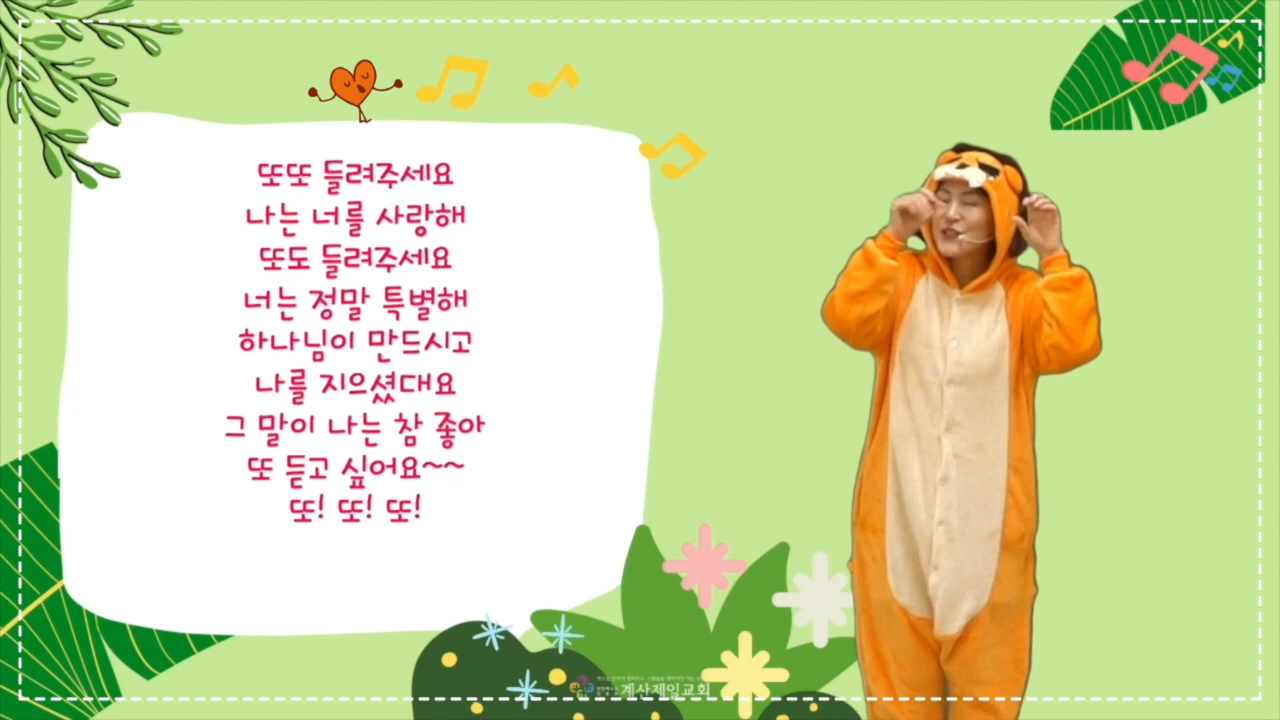 또또 들려주세요
나는 너를 사랑해
또도 들려주세요
너는 정말 특별해
하나님이 만드시고
나를 지으셨대요
그 말이 나는 참 좋아
또 듣고 싶어요~~
또! 또! 또!
계산제일교회